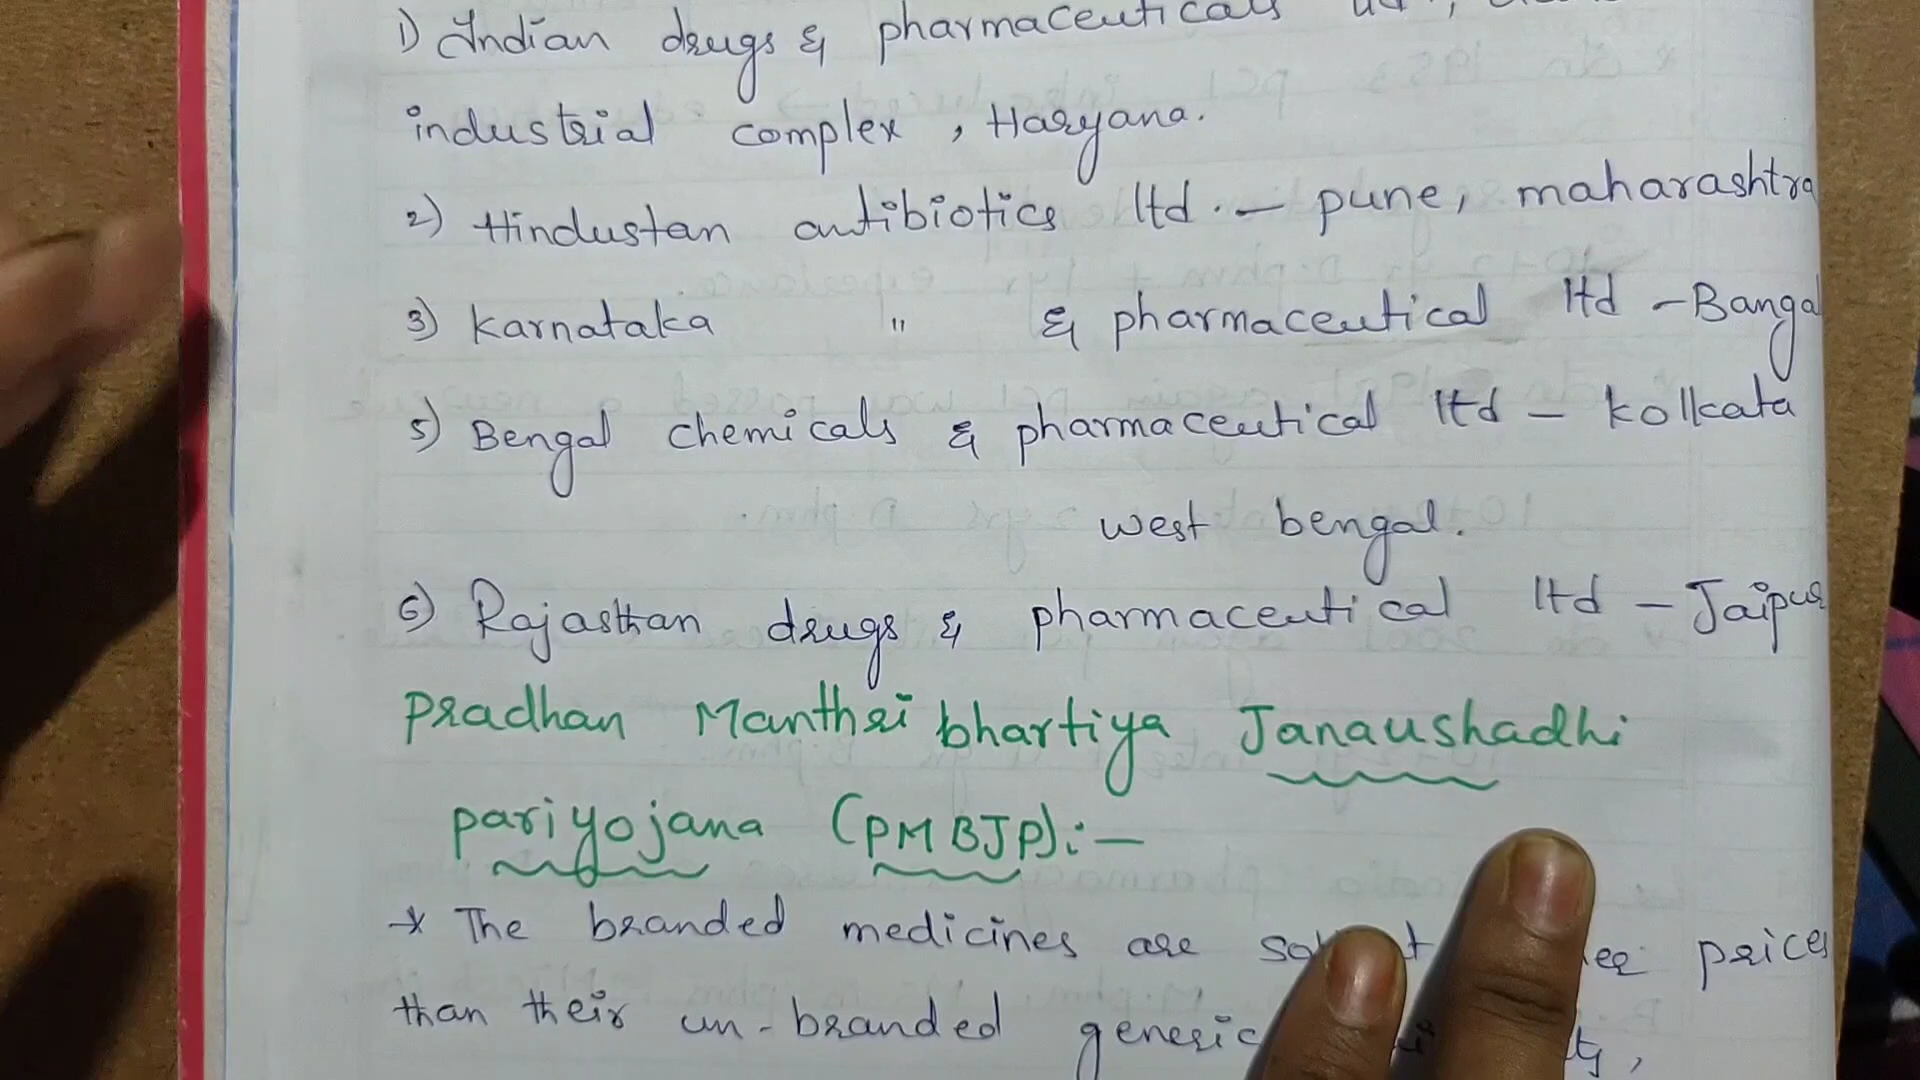 1) Indian drugs & pharmaceuticals
industrial complex, Haryana.
2) Hindustan antibiotics ltd. - pune, maharashtra
3) Karnataka " & pharmaceutical ltd - Bangal
5) Bengal chemicals & pharmaceutical ltd - kolkata
west bengal.
6) Rajasthan drugs & pharmaceutical ltd - Jaipur
Pradhan Manthri bhartiya Janaushadhi
pariyojana (PMBJP):-
* The branded medicines are prices
than their un-branded generic